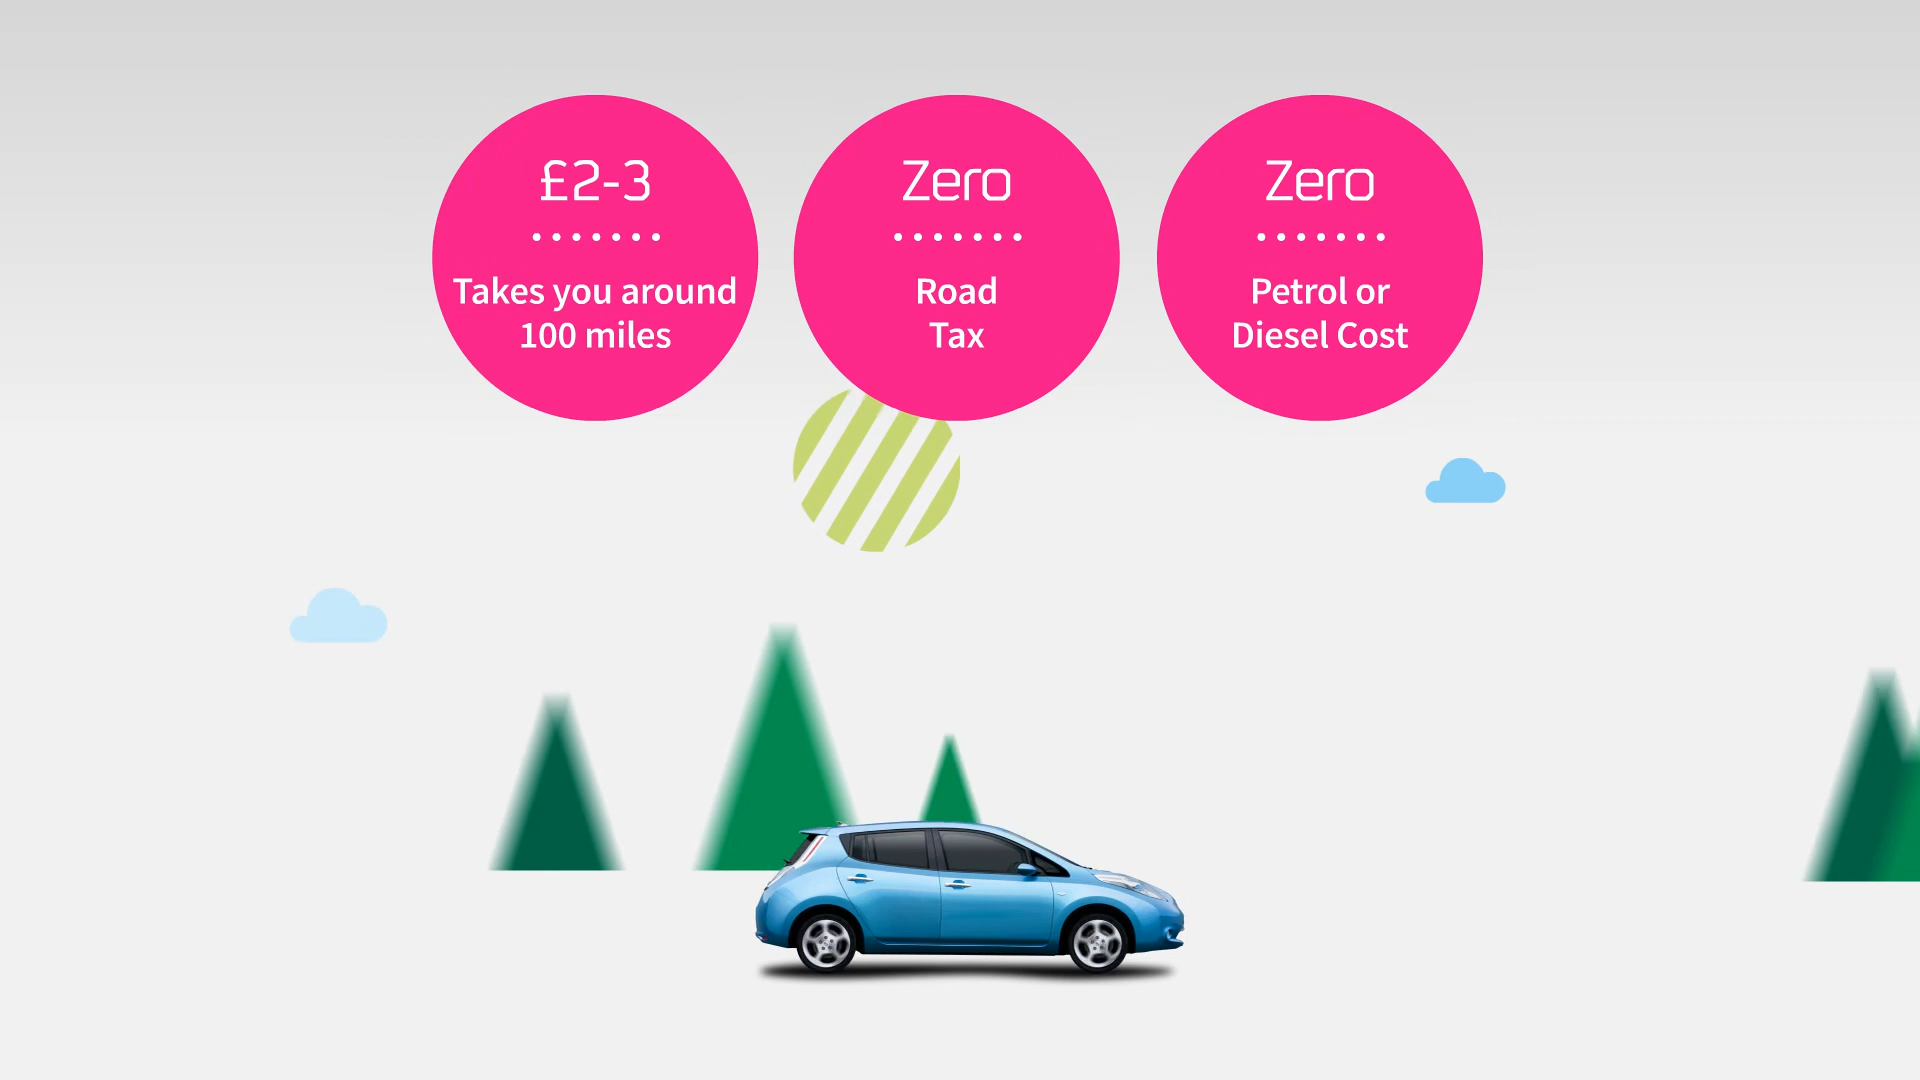 £2-3
Takes you around
100 miles
Zero
Road
Tax
Zero
Petrol or
Diesel Cost